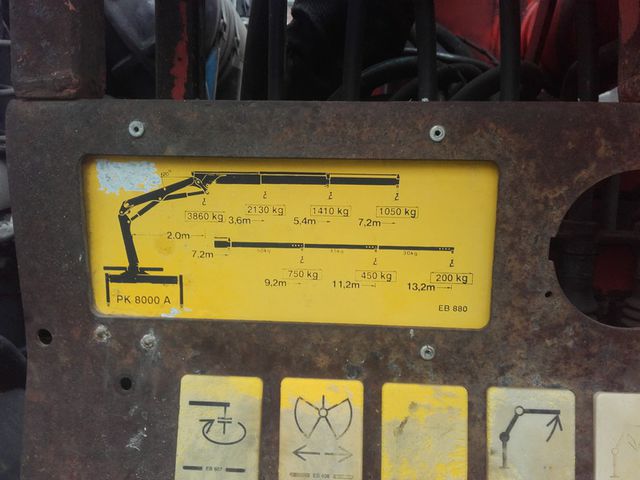 3860 kg 2130 kg 1410 kg 1050 kg
2.0m 3,6m 5,4m 7,2m
7,2m
750 kg 450 kg 200 kg
9,2m 11,2m 13,2m
PK 8000 A
EB 880